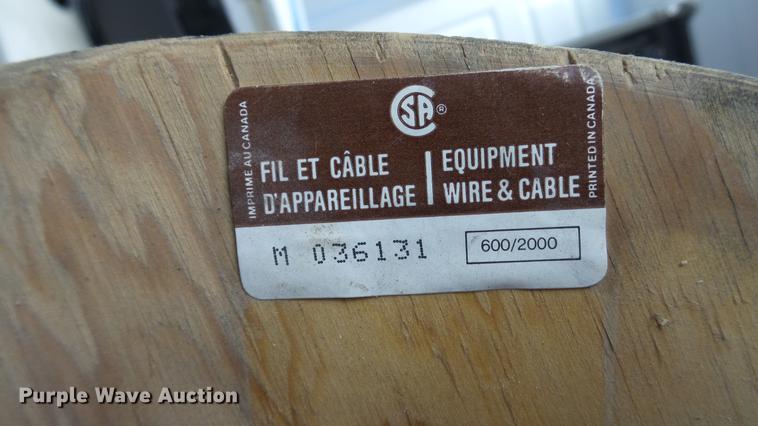 CSA®
IMPRIME AU CANADA
FIL ET CÂBLE
D'APPAREILLAGE
EQUIPMENT
WIRE & CABLE
PRINTED IN CANADA
M 036131
600/2000
Purple Wave Auction